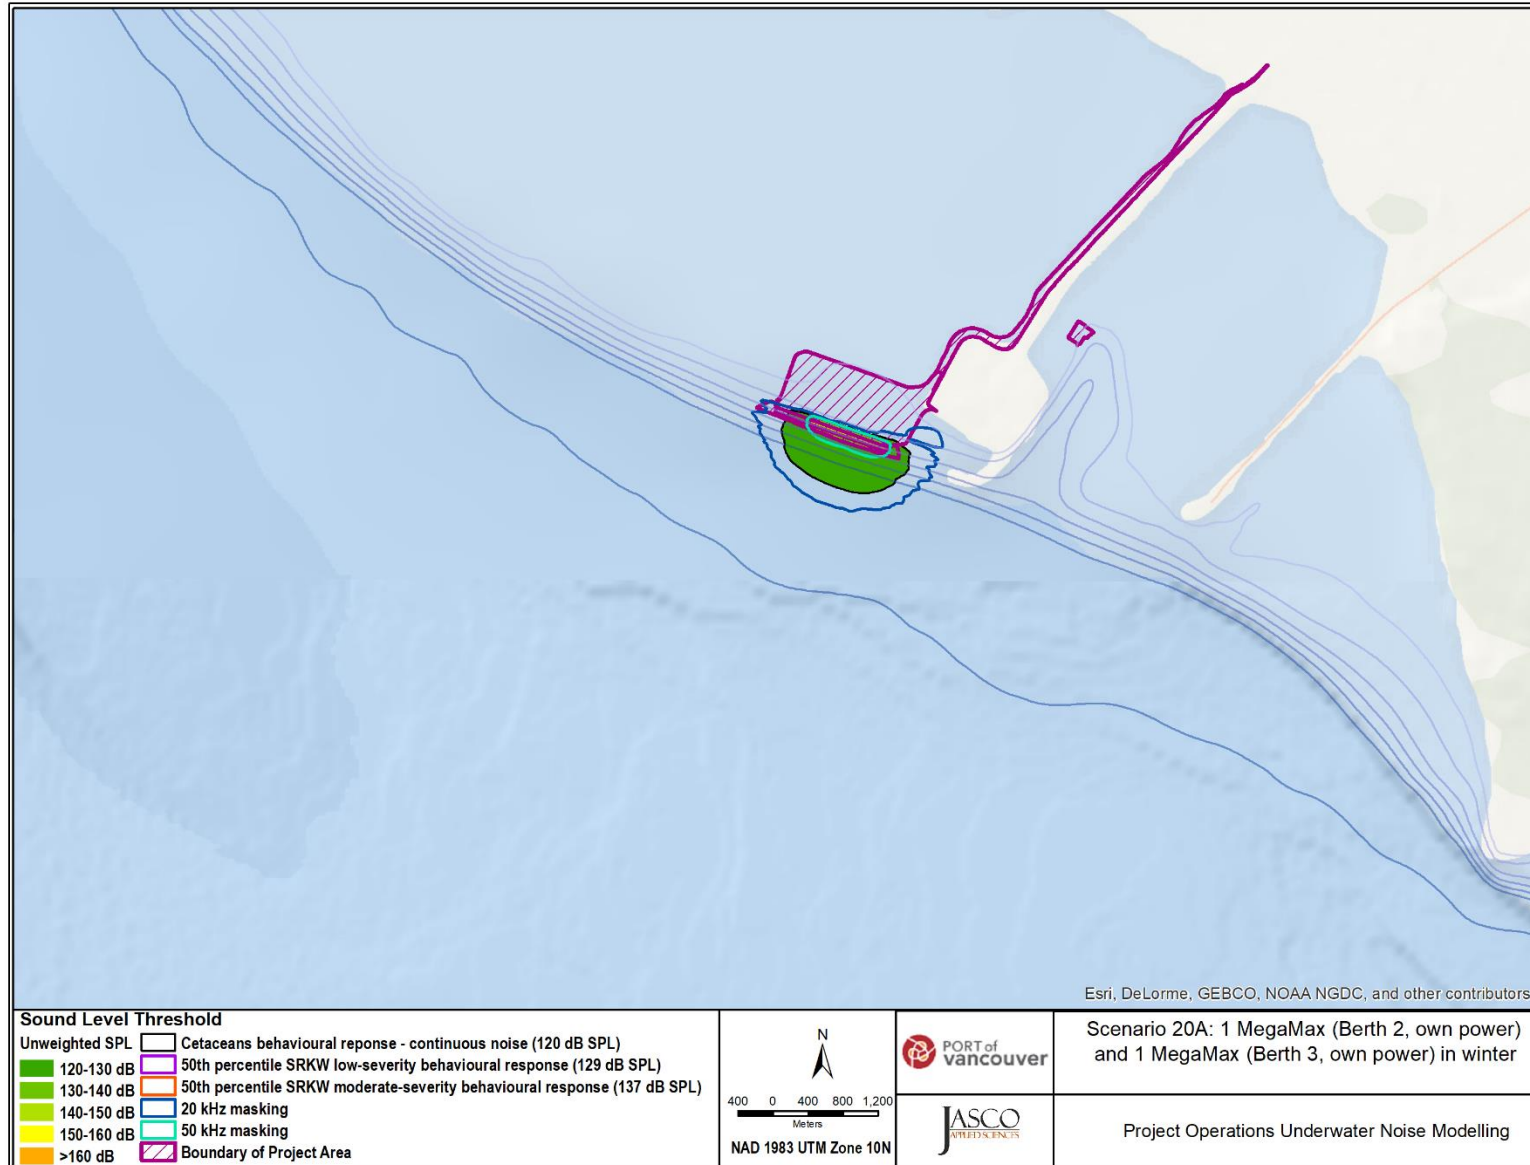 Esri, DeLorme, GEBCO, NOAA NGDC, and other contributors
Sound Level Threshold
Unweighted SPL
120-130 dB
130-140 dB
140-150 dB
150-160 dB
>160 dB
Cetaceans behavioural reponse - continuous noise (120 dB SPL)
50th percentile SRKW low-severity behavioural response (129 dB SPL)
50th percentile SRKW moderate-severity behavioural response (137 dB SPL)
20 kHz masking
50 kHz masking
Boundary of Project Area
N
400 0 400 800 1,200
Meters
NAD 1983 UTM Zone 10N
PORT of
vancouver
JASCO
APPLIED SCIENCES
Scenario 20A: 1 MegaMax (Berth 2, own power)
and 1 MegaMax (Berth 3, own power) in winter
Project Operations Underwater Noise Modelling